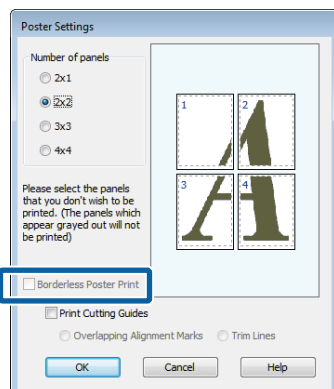 Poster Settings
Number of panels
2x1
2x2
3x3
4x4
1 2
3 4
Please select the panels
that you don't wish to be
printed. (The panels which
appear grayed out will not
be printed)
Borderless Poster Print
Print Cutting Guides
Overlapping Alignment Marks Trim Lines
OK Cancel Help